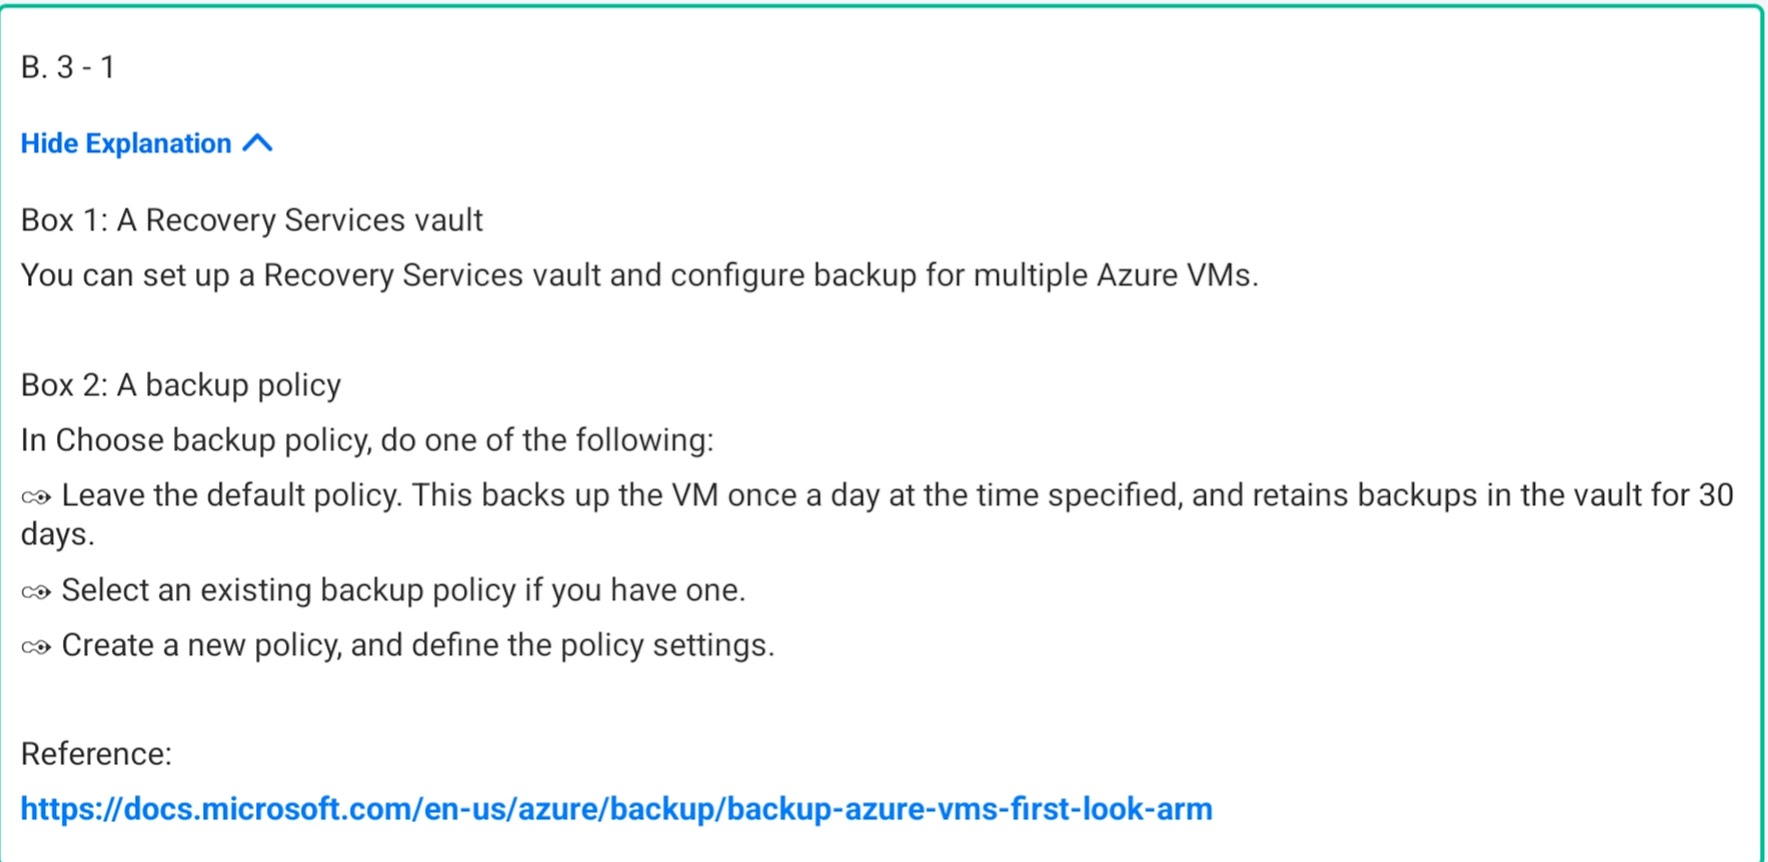 B. 3 - 1
Hide Explanation
Box 1: A Recovery Services vault
You can set up a Recovery Services vault and configure backup for multiple Azure VMs.
Box 2: A backup policy
In Choose backup policy, do one of the following:
Leave the default policy. This backs up the VM once a day at the time specified, and retains backups in the vault for 30
days.
Select an existing backup policy if you have one.
Create a new policy, and define the policy settings.
Reference:
https://docs.microsoft.com/en-us/azure/backup/backup-azure-vms-first-look-arm